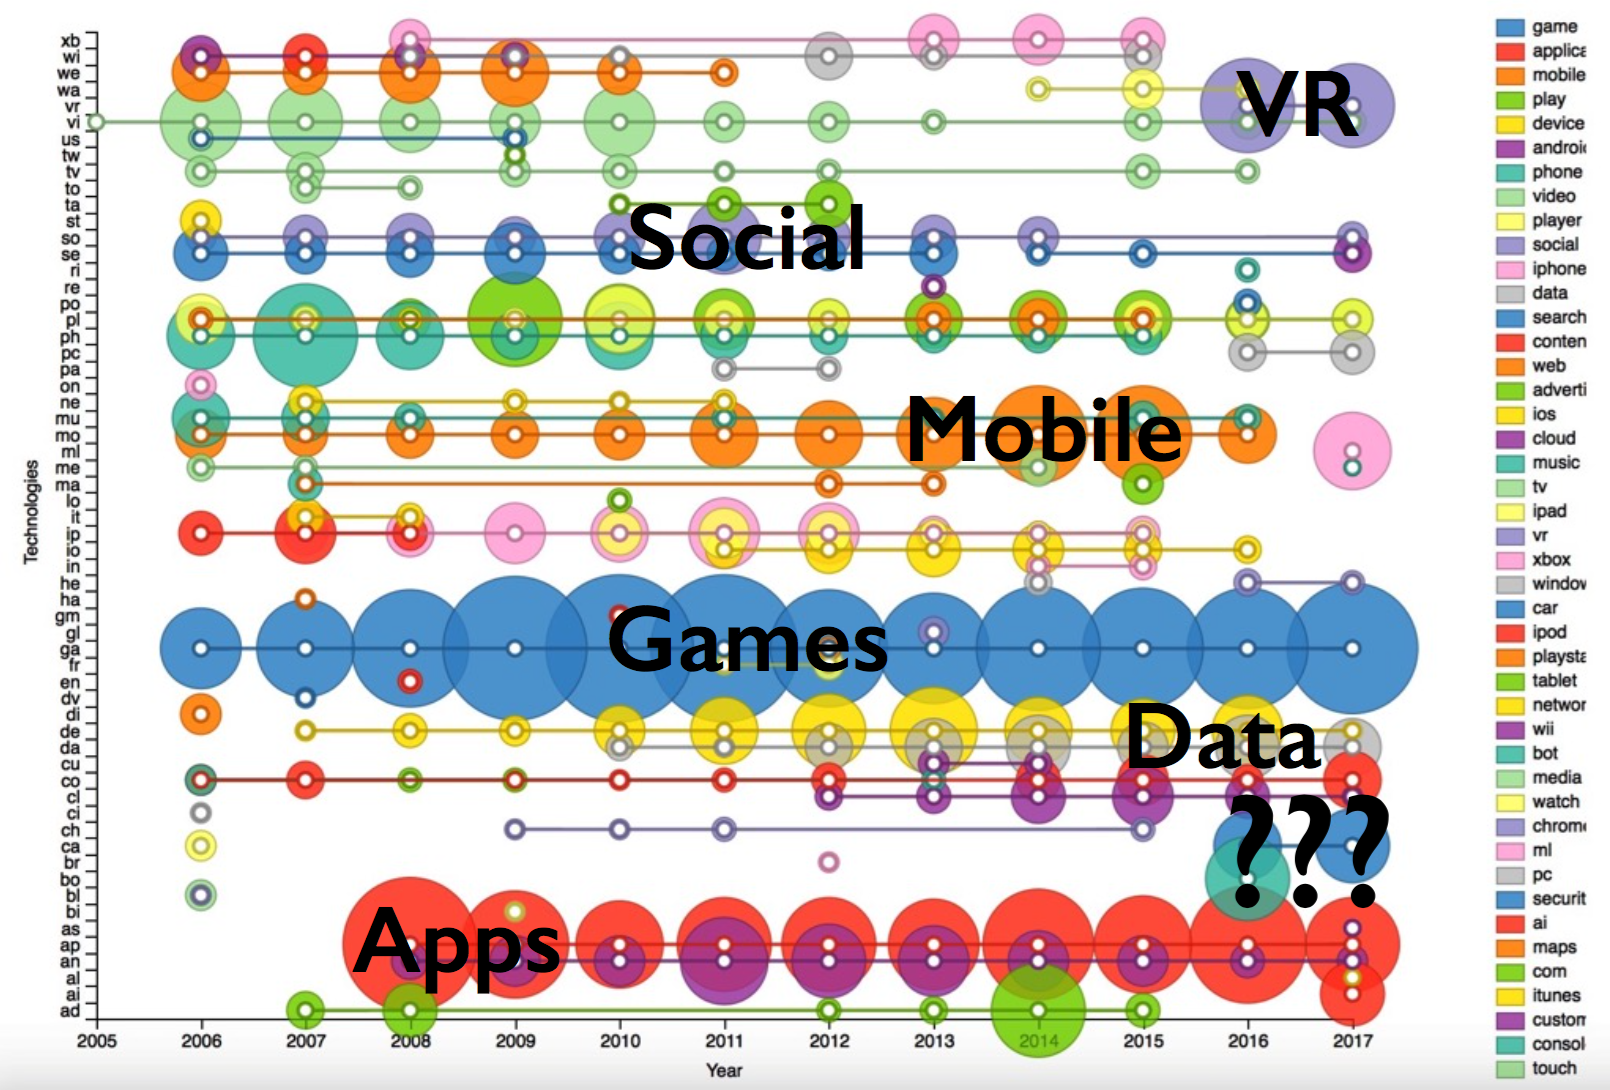 xb
wi
we
wa
vr
vi
us
tw
tv
to
ta
st
so
se
ri
re
po
pl
ph
pc
pa
on
ne
mu
mo
ml
me
ma
lo
it
ip
io
in
he
ha
gm
gl
ga
fr
en
dv
di
de
da
cu
co
cl
ci
ch
ca
br
bo
bl
bi
as
ap
an
al
ai
ad
Technologies
VR
Social
Mobile
Games
Data
???
Apps
2005 2006 2007 2008 2009 2010 2011 2012 2013 2014 2015 2016 2017
Year
game
applica
mobile
play
device
androi
phone
video
player
social
iphone
data
search
conten
web
adverti
ios
cloud
music
tv
ipad
vr
xbox
window
car
ipod
playsta
tablet
networ
wii
bot
media
watch
chrome
ml
pc
securit
ai
maps
com
itunes
custom
consol
touch